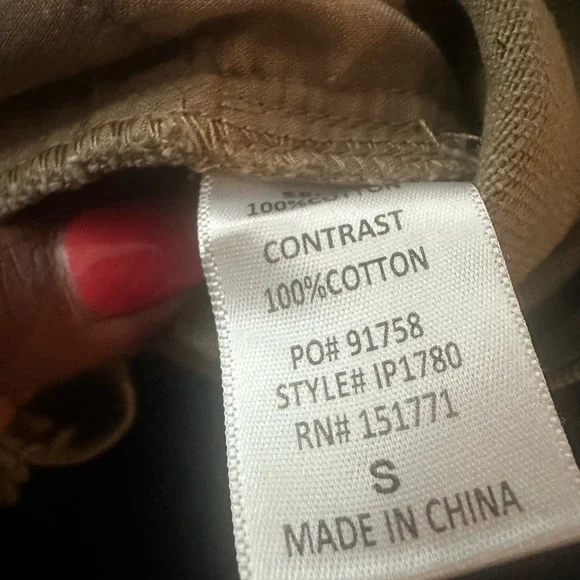 100%COTTON
CONTRAST
100%COTTON
PO# 91758
STYLE# IP1780
RN# 151771
S
MADE IN CHINA